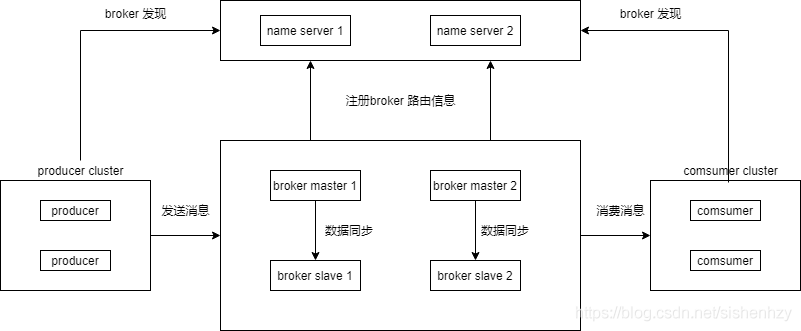 broker 发现
broker 发现
name server 1
name server 2
注册broker 路由信息
producer cluster
comsumer cluster
broker master 1
broker master 2
producer
发送消息
消费消息
comsumer
数据同步
数据同步
producer
comsumer
broker slave 1
broker slave 2
https://blog.csdn.net/sishenhzy